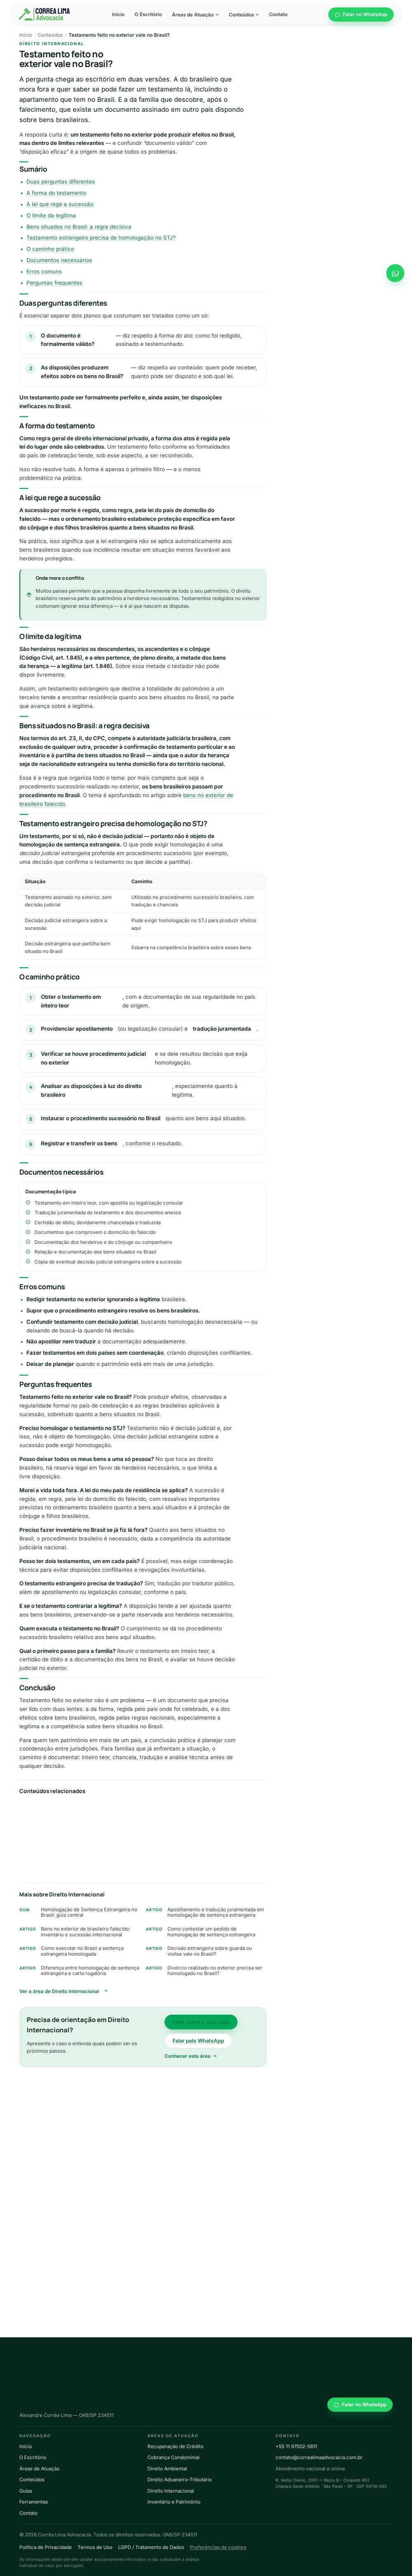 CORREA LIMA
Advocacia
Início
O Escritório
Áreas de Atuação
Conteúdos
Contato
Falar no WhatsApp
Início / Conteúdos / Testamento feito no exterior vale no Brasil?
DIREITO INTERNACIONAL
Testamento feito no
exterior vale no Brasil?
A pergunta chega ao escritório em duas versões. A do brasileiro que
mora fora e quer saber se pode fazer um testamento lá, incluindo o
apartamento que tem no Brasil. E a da família que descobre, após o
falecimento, que existe um documento assinado em outro país dispondo
sobre bens brasileiros.
A resposta curta é: um testamento feito no exterior pode produzir efeitos no Brasil,
mas dentro de limites relevantes — e confundir “documento válido” com
“disposição eficaz” é a origem de quase todos os problemas.
Sumário
Duas perguntas diferentes
A forma do testamento
A lei que rege a sucessão
O limite da legítima
Bens situados no Brasil: a regra decisiva
Testamento estrangeiro precisa de homologação no STJ?
O caminho prático
Documentos necessários
Erros comuns
Perguntas frequentes
Duas perguntas diferentes
É essencial separar dois planos que costumam ser tratados como um só:
1 O documento é formalmente válido? — diz respeito à forma do ato: como foi redigido, assinado e testemunhado.
2 As disposições produzem efeitos sobre os bens no Brasil? — diz respeito ao conteúdo: quem pode receber, quanto pode ser disposto e sob qual lei.
Um testamento pode ser formalmente perfeito e, ainda assim, ter disposições
ineficazes no Brasil.
A forma do testamento
Como regra geral de direito internacional privado, a forma dos atos é regida pela
lei do lugar onde são celebrados. Um testamento feito conforme as formalidades
do país de celebração tende, sob esse aspecto, a ser reconhecido.
Isso não resolve tudo. A forma é apenas o primeiro filtro — e o menos
problemático na prática.
A lei que rege a sucessão
A sucessão por morte é regida, como regra, pela lei do país de domicílio do
falecido — mas o ordenamento brasileiro estabelece proteção específica em favor
do cônjuge e dos filhos brasileiros quanto a bens situados no Brasil.
Na prática, isso significa que a lei estrangeira não se aplica automaticamente aos
bens brasileiros quando sua incidência resultar em situação menos favorável aos
herdeiros protegidos.
Onde mora o conflito
Muitos países permitem que a pessoa disponha livremente de todo o seu patrimônio. O direito
brasileiro reserva parte do patrimônio a herdeiros necessários. Testamentos redigidos no exterior
costumam ignorar essa diferença — e é aí que nascem as disputas.
O limite da legítima
São herdeiros necessários os descendentes, os ascendentes e o cônjuge
(Código Civil, art. 1.845), e a eles pertence, de pleno direito, a metade dos bens
da herança — a legítima (art. 1.846). Sobre essa metade o testador não pode
dispor livremente.
Assim, um testamento estrangeiro que destine a totalidade do patrimônio a um
terceiro tende a encontrar resistência quanto aos bens situados no Brasil, na parte
que avança sobre a legítima.
Bens situados no Brasil: a regra decisiva
Nos termos do art. 23, II, do CPC, compete à autoridade judiciária brasileira, com
exclusão de qualquer outra, proceder à confirmação de testamento particular e ao
inventário e à partilha de bens situados no Brasil — ainda que o autor da herança
seja de nacionalidade estrangeira ou tenha domicílio fora do território nacional.
Essa é a regra que organiza todo o tema: por mais completo que seja o
procedimento sucessório realizado no exterior, os bens brasileiros passam por
procedimento no Brasil. O tema é aprofundado no artigo sobre bens no exterior de
brasileiro falecido.
Testamento estrangeiro precisa de homologação no STJ?
Um testamento, por si só, não é decisão judicial — portanto não é objeto de
homologação de sentença estrangeira. O que pode exigir homologação é uma
decisão judicial estrangeira proferida em procedimento sucessório (por exemplo,
uma decisão que confirma o testamento ou que decide a partilha).
Situação Caminho
Testamento assinado no exterior, sem decisão judicial Utilizado no procedimento sucessório brasileiro, com tradução e chancela
Decisão judicial estrangeira sobre a sucessão Pode exigir homologação no STJ para produzir efeitos aqui
Decisão estrangeira que partilha bem situado no Brasil Esbarra na competência brasileira sobre esses bens
O caminho prático
1 Obter o testamento em inteiro teor, com a documentação de sua regularidade no país de origem.
2 Providenciar apostilamento (ou legalização consular) e tradução juramentada.
3 Verificar se houve procedimento judicial no exterior e se dele resultou decisão que exija homologação.
4 Analisar as disposições à luz do direito brasileiro, especialmente quanto à legítima.
5 Instaurar o procedimento sucessório no Brasil quanto aos bens aqui situados.
6 Registrar e transferir os bens, conforme o resultado.
Documentos necessários
Documentação típica
Testamento em inteiro teor, com apostila ou legalização consular
Tradução juramentada do testamento e dos documentos anexos
Certidão de óbito, devidamente chancelada e traduzida
Documentos que comprovem o domicílio do falecido
Documentação dos herdeiros e do cônjuge ou companheiro
Relação e documentação dos bens situados no Brasil
Cópia de eventual decisão judicial estrangeira sobre a sucessão
Erros comuns
Redigir testamento no exterior ignorando a legítima brasileira.
Supor que o procedimento estrangeiro resolve os bens brasileiros.
Confundir testamento com decisão judicial, buscando homologação desnecessária — ou
deixando de buscá-la quando há decisão.
Não apostilar nem traduzir a documentação adequadamente.
Fazer testamentos em dois países sem coordenação, criando disposições conflitantes.
Deixar de planejar quando o patrimônio está em mais de uma jurisdição.
Perguntas frequentes
Testamento feito no exterior vale no Brasil? Pode produzir efeitos, observadas a
regularidade formal no país de celebração e as regras brasileiras aplicáveis à
sucessão, sobretudo quanto a bens situados no Brasil.
Preciso homologar o testamento no STJ? Testamento não é decisão judicial e, por
isso, não é objeto de homologação. Uma decisão judicial estrangeira sobre a
sucessão pode exigir homologação.
Posso deixar todos os meus bens a uma só pessoa? No que toca ao direito
brasileiro, há reserva legal em favor de herdeiros necessários, o que limita a
livre disposição.
Morei a vida toda fora. A lei do meu país de residência se aplica? A sucessão é
regida, em regra, pela lei do domicílio do falecido, com ressalvas importantes
previstas no ordenamento brasileiro quanto a bens aqui situados e à proteção de
cônjuge e filhos brasileiros.
Preciso fazer inventário no Brasil se já fiz lá fora? Quanto aos bens situados no
Brasil, o procedimento brasileiro é necessário, dada a competência da autoridade
judiciária nacional.
Posso ter dois testamentos, um em cada país? É possível, mas exige coordenação
técnica para evitar disposições conflitantes e revogações involuntárias.
O testamento estrangeiro precisa de tradução? Sim, tradução por tradutor público,
além de apostilamento ou legalização consular, conforme o país.
E se o testamento contrariar a legítima? A disposição tende a ser ajustada quanto
aos bens brasileiros, preservando-se a parte reservada aos herdeiros necessários.
Quem executa o testamento no Brasil? O cumprimento se dá no procedimento
sucessório brasileiro relativo aos bens aqui situados.
Qual o primeiro passo para a família? Reunir o testamento em inteiro teor, a
certidão de óbito e a documentação dos bens no Brasil, e avaliar se houve decisão
judicial no exterior.
Conclusão
Testamento feito no exterior não é um problema — é um documento que precisa
ser lido com duas lentes: a da forma, regida pelo país onde foi celebrado, e a dos
efeitos sobre bens brasileiros, regida pelas regras nacionais, especialmente a
legítima e a competência sobre bens situados no Brasil.
Para quem tem patrimônio em mais de um país, a conclusão prática é planejar com
coordenação entre jurisdições. Para famílias que já enfrentam a situação, o
caminho é documental: inteiro teor, chancela, tradução e análise técnica antes de
qualquer decisão.
Conteúdos relacionados
Mais sobre Direito Internacional
GUIA Homologação de Sentença Estrangeira no Brasil: guia central
ARTIGO Apostilamento e tradução juramentada em homologação de sentença estrangeira
ARTIGO Bens no exterior de brasileiro falecido: inventário e sucessão internacional
ARTIGO Como contestar um pedido de homologação de sentença estrangeira
ARTIGO Como executar no Brasil a sentença estrangeira homologada
ARTIGO Decisão estrangeira sobre guarda ou visitas vale no Brasil?
ARTIGO Diferença entre homologação de sentença estrangeira e carta rogatória
ARTIGO Divórcio realizado no exterior precisa ser homologado no Brasil?
Ver a área de Direito Internacional →
Precisa de orientação em Direito
Internacional?
Apresente o caso e entenda quais podem ser os
próximos passos.
Falar pelo WhatsApp
Conhecer esta área →
Falar no WhatsApp
Alexandre Corrêa Lima — OAB/SP 234511
NAVEGAÇÃO
Início
O Escritório
Áreas de Atuação
Conteúdos
Guias
Ferramentas
Contato
ÁREAS DE ATUAÇÃO
Recuperação de Crédito
Cobrança Condominial
Direito Ambiental
Direito Aduaneiro-Tributário
Direito Internacional
Inventário e Patrimônio
CONTATO
+55 11 97502-5811
contato@correalimaadvocacia.com.br
Atendimento nacional e online
R. Verbo Divino, 2001 — Bloco B - Conjunto 902
Chácara Santo Antônio · São Paulo – SP · CEP 04719-002
© 2026 Corrêa Lima Advocacia. Todos os direitos reservados. OAB/SP 234511
Política de Privacidade
Termos de Uso
LGPD / Tratamento de Dados
Preferências de cookies
As informações deste site têm caráter exclusivamente informativo e não substituem a análise
individual do caso por advogado.